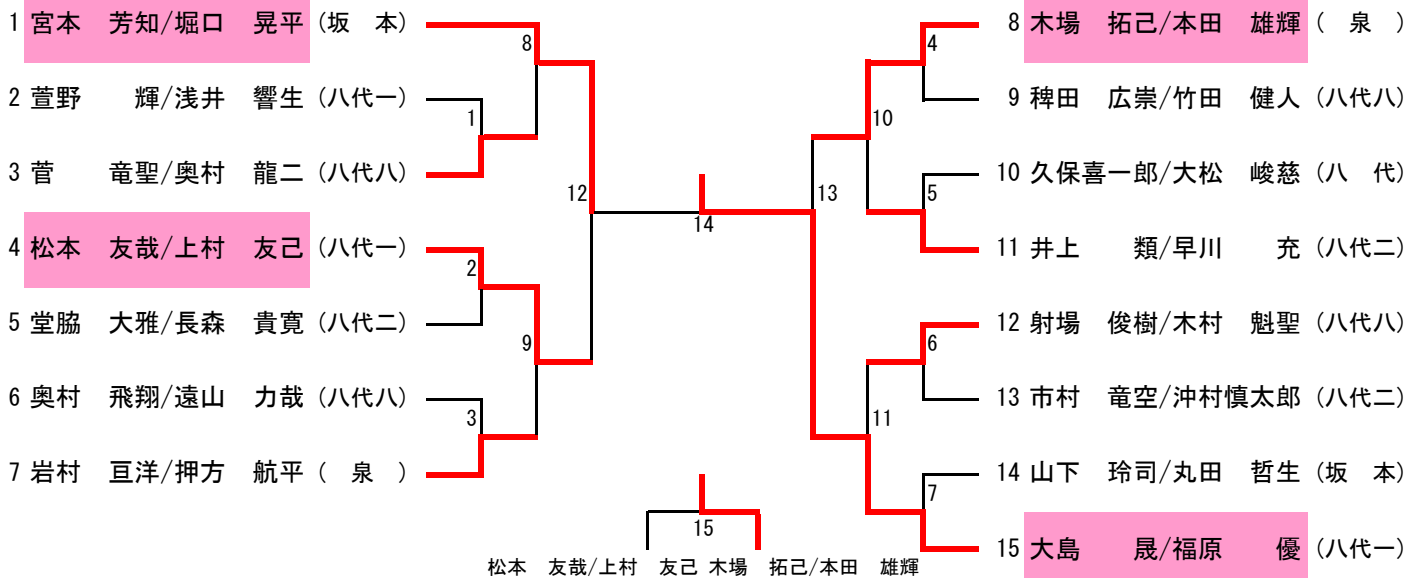 1 宮本　芳知/堀口　晃平 (坂　本)
2 萱野　　輝/浅井　響生 (八代一)
3 菅　　竜聖/奥村　龍二 (八代八)
4 松本　友哉/上村　友己 (八代一)
5 堂脇　大雅/長森　貴寛 (八代二)
6 奥村　飛翔/遠山　力哉 (八代八)
7 岩村　亘洋/押方　航平 (　泉　)
8
1
12
2
9
3
14
15
13
4
10
5
6
11
7
8 木場　拓己/本田　雄輝 (　泉　)
9 稗田　広崇/竹田　健人 (八代八)
10 久保喜一郎/大松　峻慈 (八　代)
11 井上　　類/早川　　充 (八代二)
12 射場　俊樹/木村　魁聖 (八代八)
13 市村　竜空/沖村慎太郎 (八代二)
14 山下　玲司/丸田　哲生 (坂　本)
15 大島　　晟/福原　　優 (八代一)
松本　友哉/上村　友己 木場　拓己/本田　雄輝